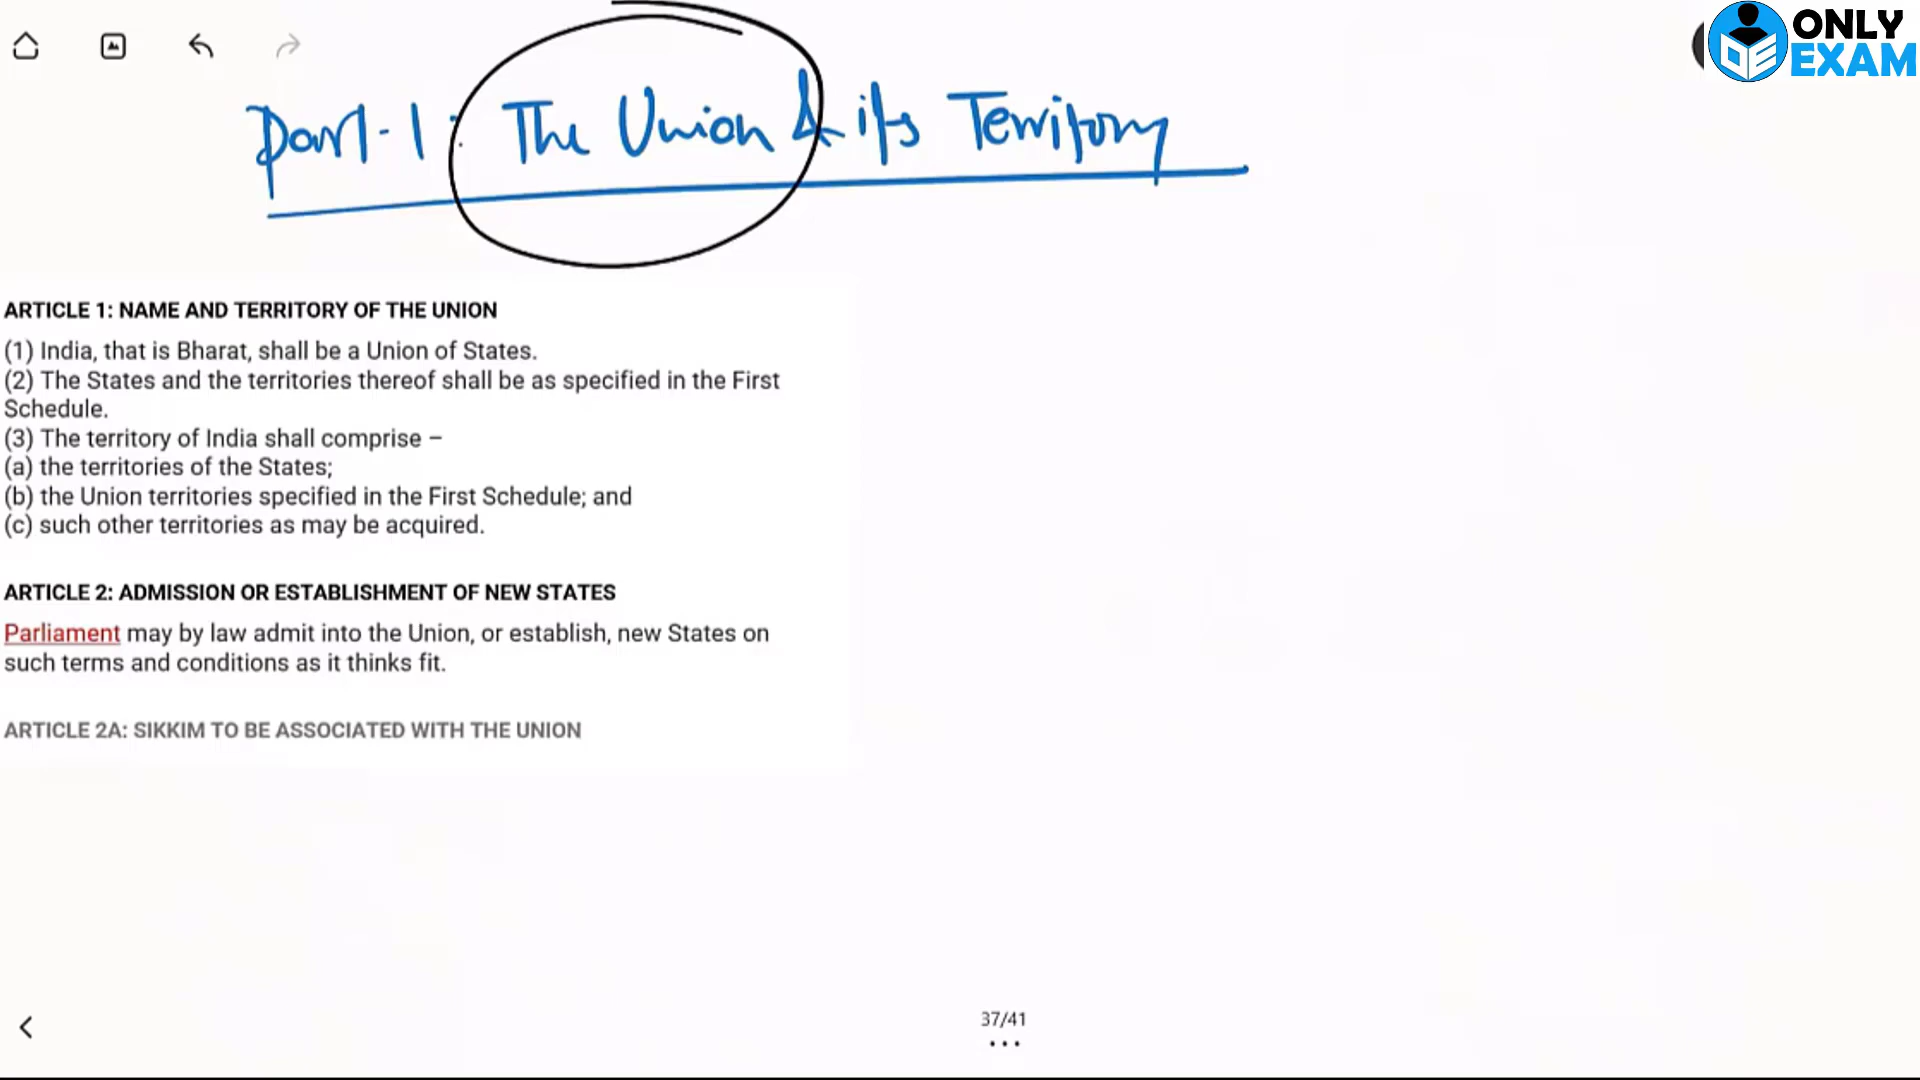 ONLY
EXAM
Part-1: The Union & its Territory
ARTICLE 1: NAME AND TERRITORY OF THE UNION
(1) India, that is Bharat, shall be a Union of States.
(2) The States and the territories thereof shall be as specified in the First
Schedule.
(3) The territory of India shall comprise –
(a) the territories of the States;
(b) the Union territories specified in the First Schedule; and
(c) such other territories as may be acquired.
ARTICLE 2: ADMISSION OR ESTABLISHMENT OF NEW STATES
Parliament may by law admit into the Union, or establish, new States on
such terms and conditions as it thinks fit.
ARTICLE 2A: SIKKIM TO BE ASSOCIATED WITH THE UNION
37/41